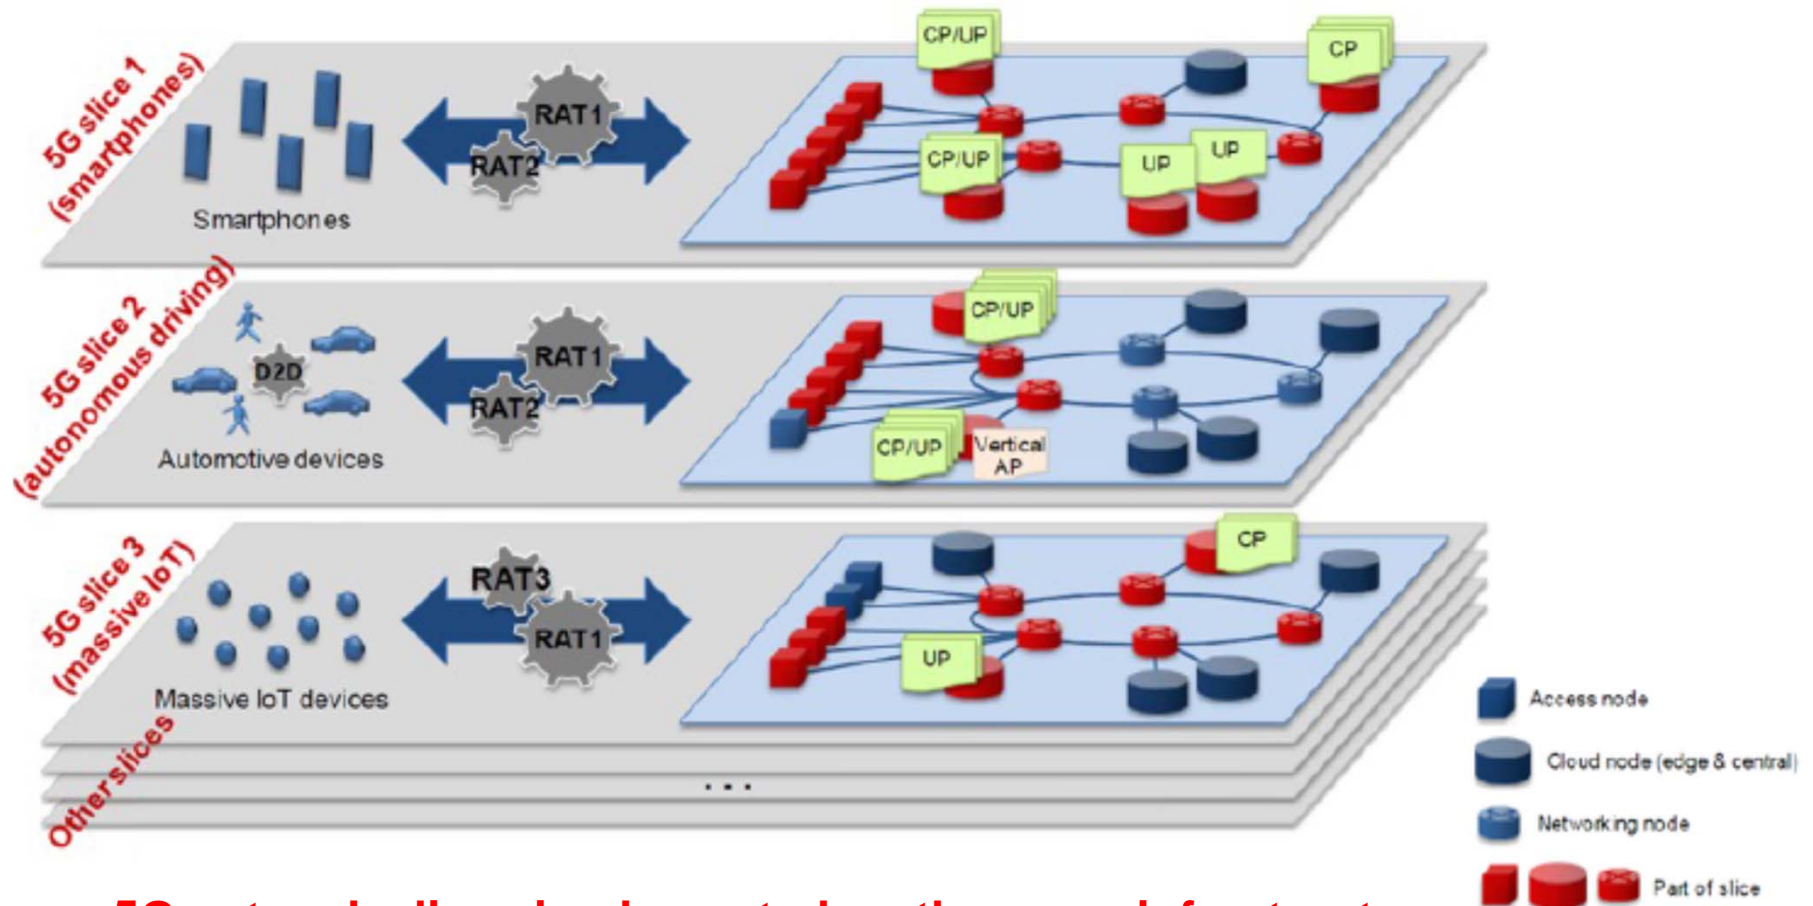 5G slice 1
(smartphones)
Smartphones
RAT1
RAT2
CP/UP
CP/UP
UP
UP
CP
5G slice 2
(autonomous driving)
D2D
Automotive devices
RAT1
RAT2
CP/UP
CP/UP
Vertical
AP
5G slice 3
(massive IoT)
Massive IoT devices
RAT3
RAT1
CP
UP
Other slices
...
Access node
Cloud node (edge & central)
Networking node
Part of slice